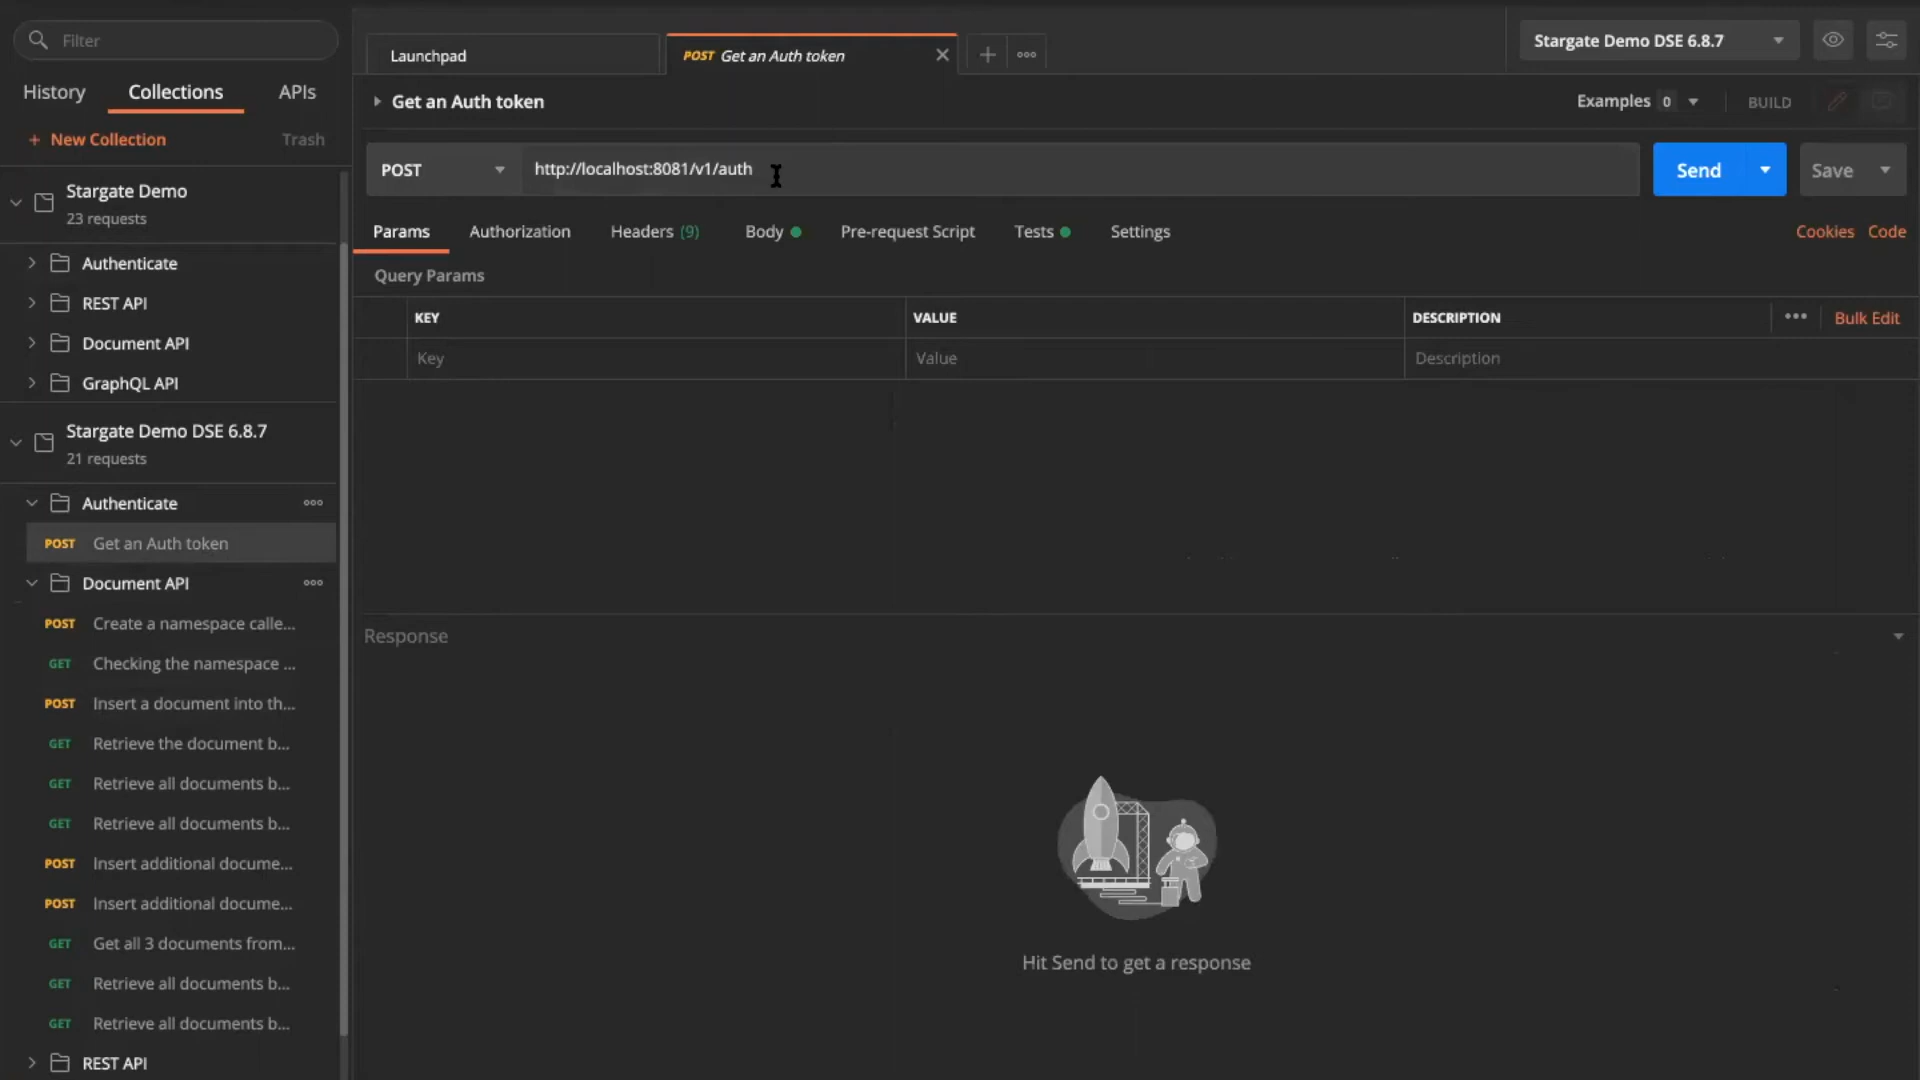 Filter
History
Collections
APIs
+ New Collection
Trash
Stargate Demo
23 requests
Authenticate
REST API
Document API
GraphQL API
Stargate Demo DSE 6.8.7
21 requests
Authenticate
POST Get an Auth token
Document API
POST Create a namespace calle...
GET Checking the namespace ...
POST Insert a document into th...
GET Retrieve the document b...
GET Retrieve all documents b...
GET Retrieve all documents b...
POST Insert additional docume...
POST Insert additional docume...
GET Get all 3 documents from...
GET Retrieve all documents b...
GET Retrieve all documents b...
REST API
Launchpad
POST Get an Auth token
Stargate Demo DSE 6.8.7
Get an Auth token
Examples 0
BUILD
POST
http://localhost:8081/v1/auth
Send
Save
Params
Authorization
Headers (9)
Body
Pre-request Script
Tests
Settings
Cookies
Code
Query Params
KEY
VALUE
DESCRIPTION
Bulk Edit
Key
Value
Description
Response
Hit Send to get a response